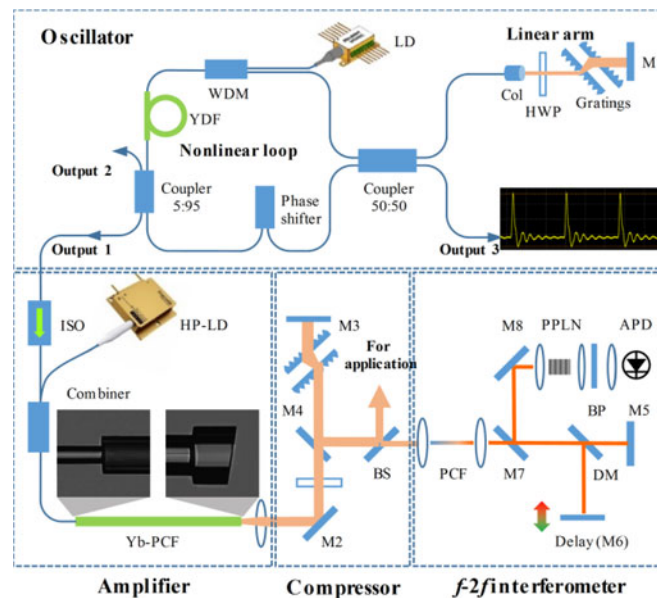 Oscillator
LD
Linear arm
WDM
Col
HWP
Gratings
M
YDF
Nonlinear loop
Output 2
Coupler
5:95
Phase
shifter
Coupler
50:50
Output 1
Output 3
ISO
HP-LD
Combiner
Yb-PCF
M3
For
application
M4
BS
M2
M8
PPLN
APD
BP
M5
PCF
M7
DM
Delay (M6)
Amplifier
Compressor
f-2f interferometer